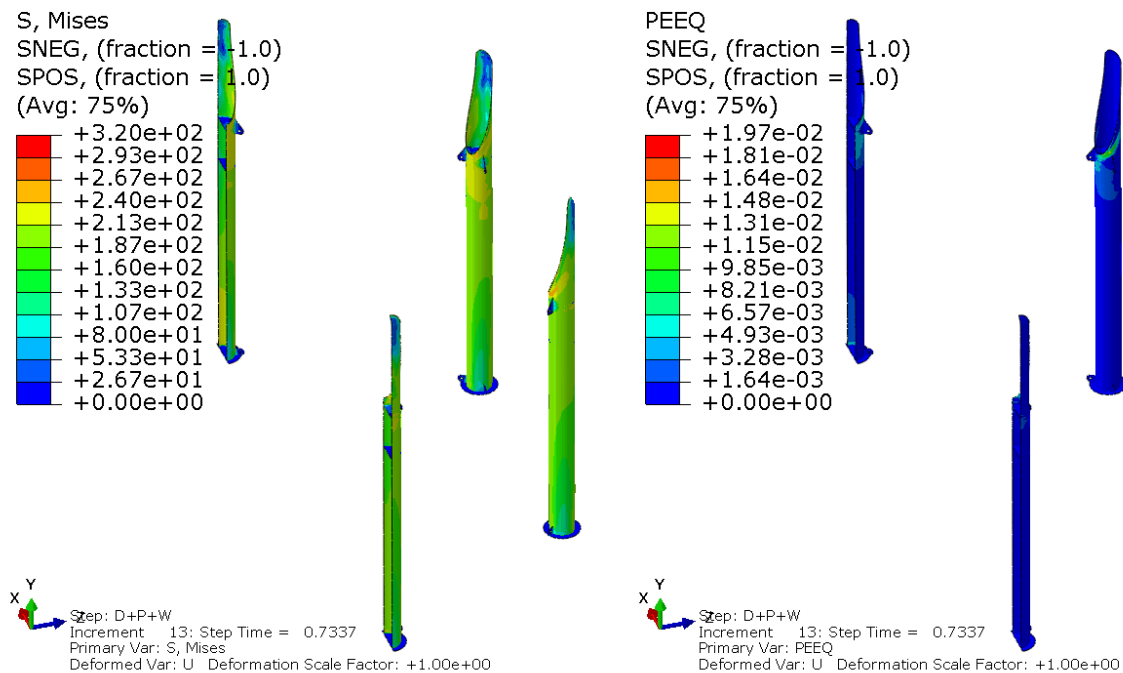 S, Mises
SNEG, (fraction = -1.0)
SPOS, (fraction = 1.0)
(Avg: 75%)
+3.20e+02
+2.93e+02
+2.67e+02
+2.40e+02
+2.13e+02
+1.87e+02
+1.60e+02
+1.33e+02
+1.07e+02
+8.00e+01
+5.33e+01
+2.67e+01
+0.00e+00
Y
X
Z
Step: D+P+W
Increment 13: Step Time = 0.7337
Primary Var: S, Mises
Deformed Var: U Deformation Scale Factor: +1.00e+00
PEEQ
SNEG, (fraction = -1.0)
SPOS, (fraction = 1.0)
(Avg: 75%)
+1.97e-02
+1.81e-02
+1.64e-02
+1.48e-02
+1.31e-02
+1.15e-02
+9.85e-03
+8.21e-03
+6.57e-03
+4.93e-03
+3.28e-03
+1.64e-03
+0.00e+00
Y
X
Z
Step: D+P+W
Increment 13: Step Time = 0.7337
Primary Var: PEEQ
Deformed Var: U Deformation Scale Factor: +1.00e+00